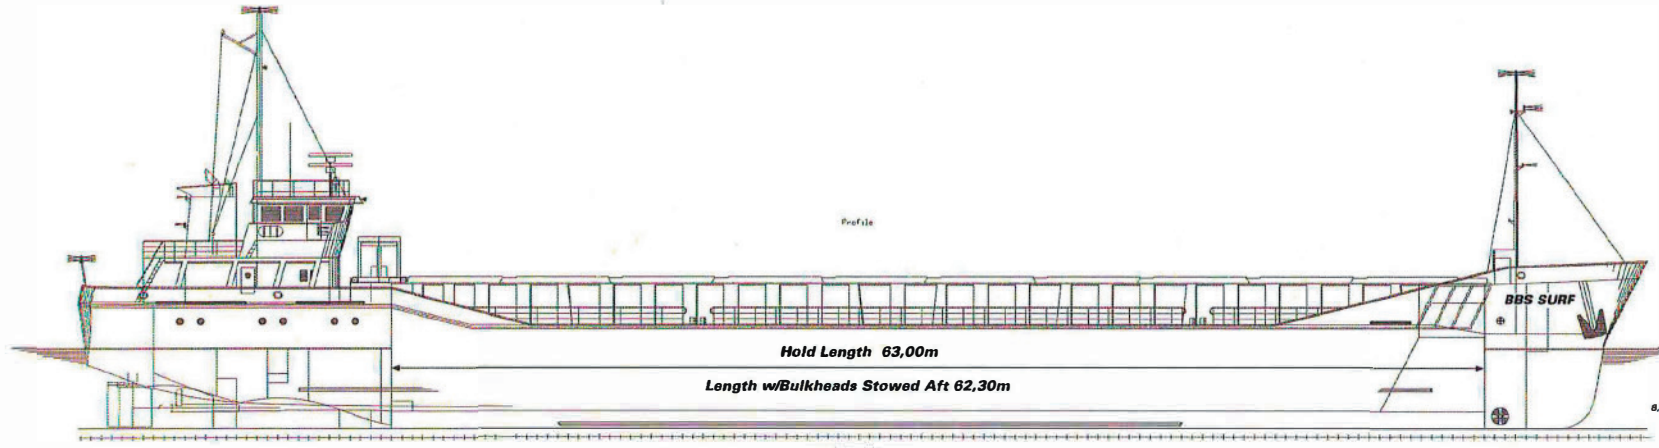 Profile
BBS SURF
Hold Length 63,00m
Length w/Bulkheads Stowed Aft 62,30m